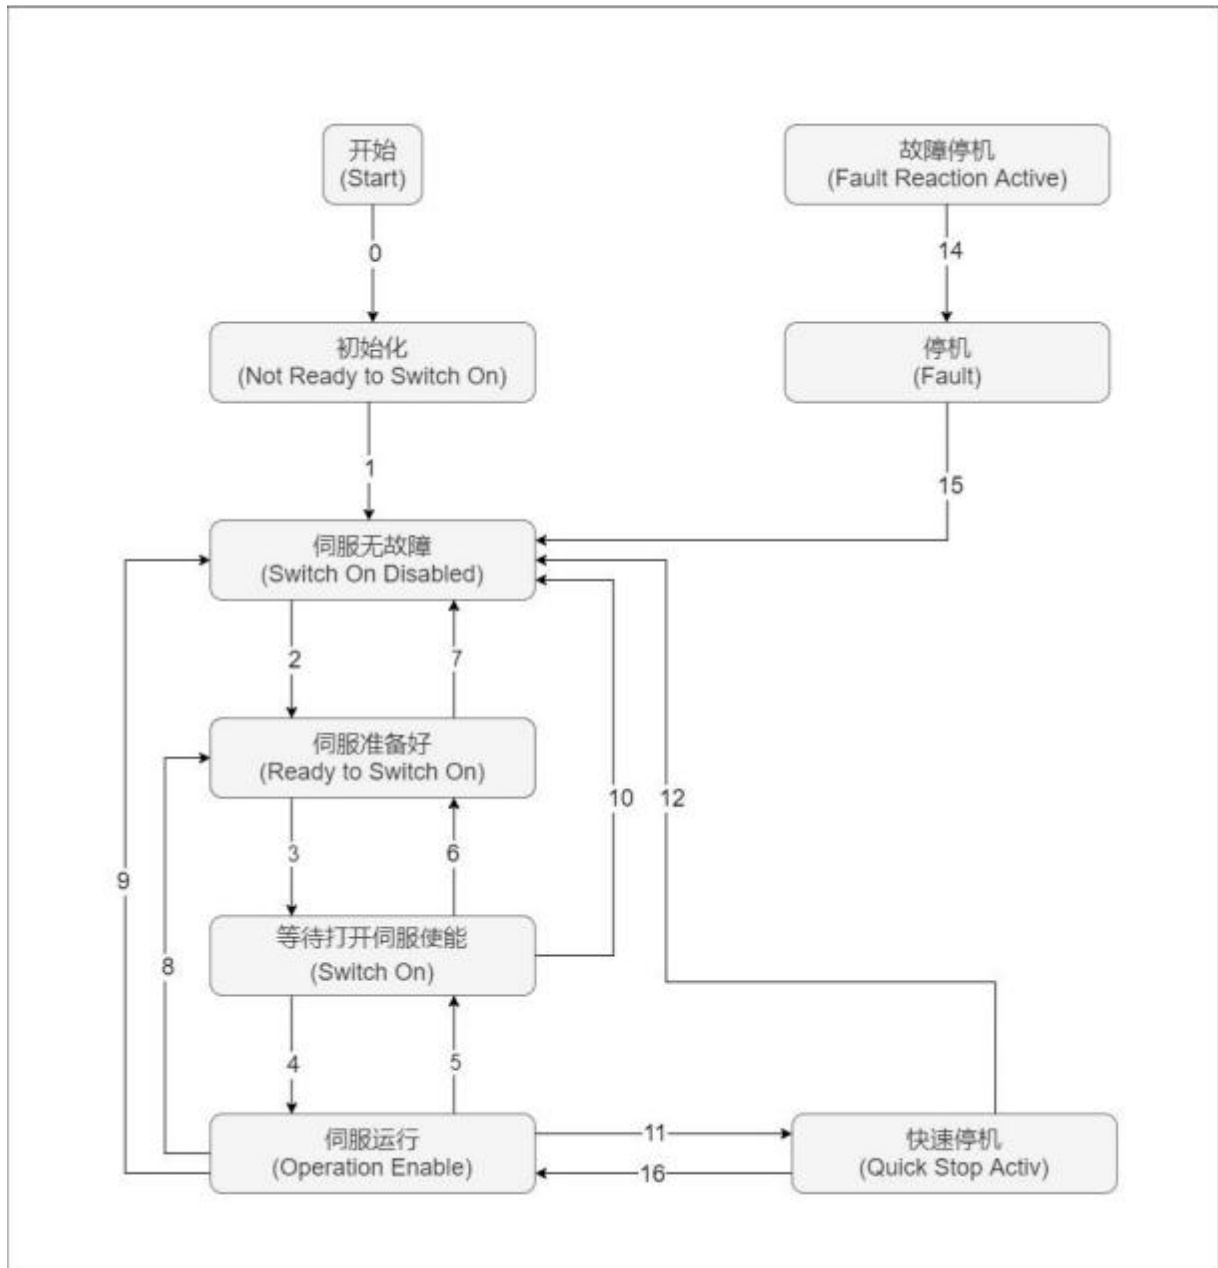 开始
(Start)
故障停机
(Fault Reaction Active)
0
14
初始化
(Not Ready to Switch On)
停机
(Fault)
1
15
伺服无故障
(Switch On Disabled)
2
7
伺服准备好
(Ready to Switch On)
10
12
3
6
9
等待打开伺服使能
(Switch On)
8
4
5
伺服运行
(Operation Enable)
11
16
快速停机
(Quick Stop Activ)